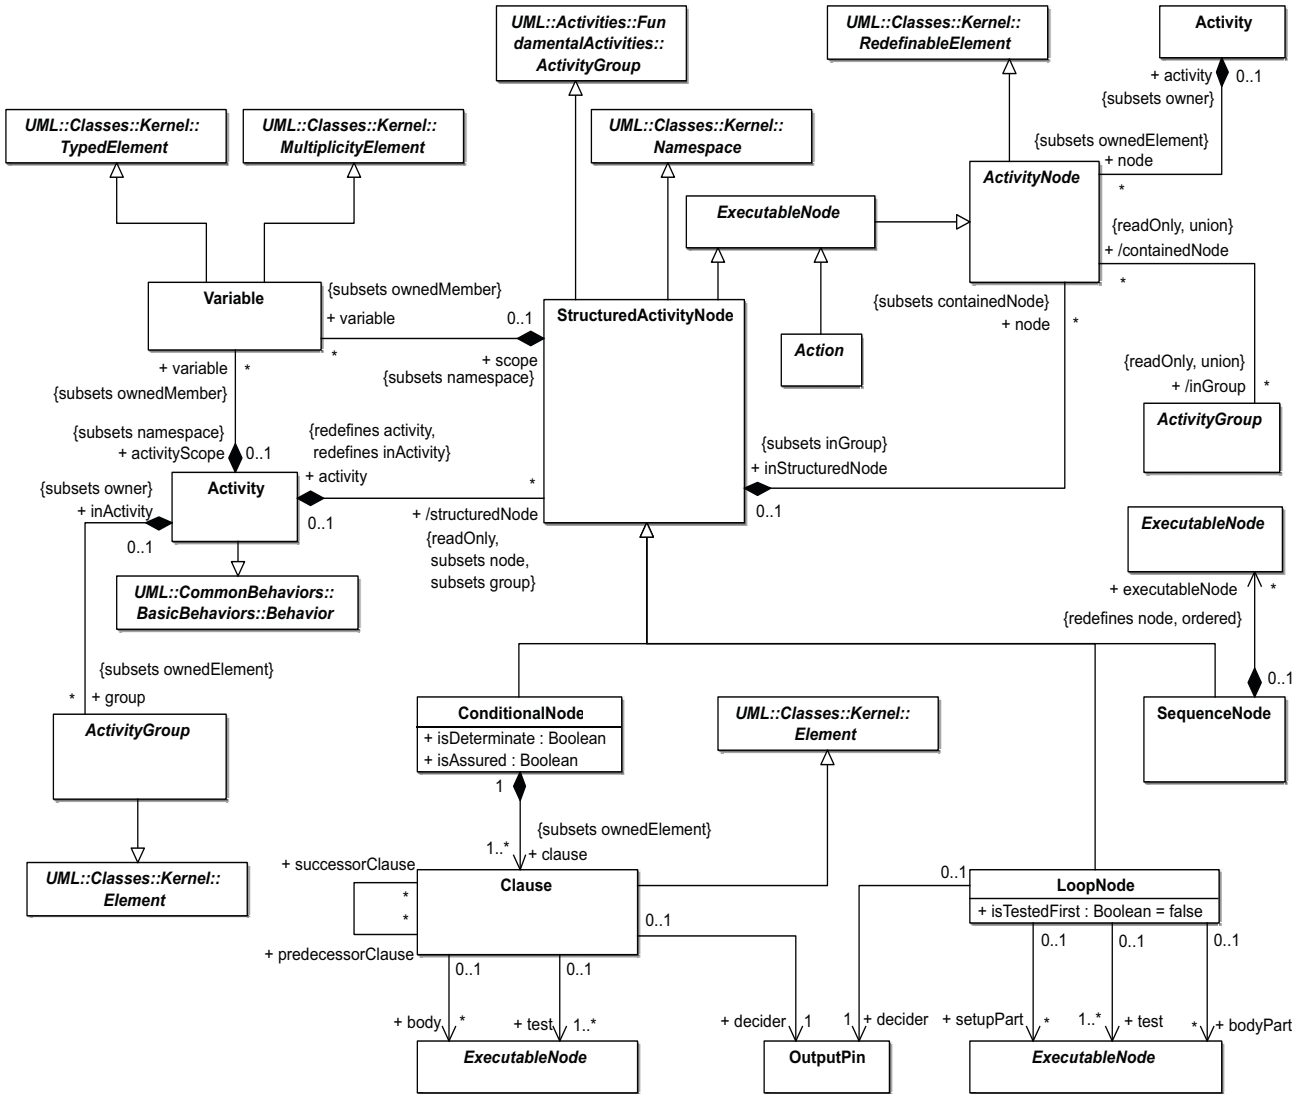 UML::Activities::Fun
damentalActivities::
ActivityGroup
UML::Classes::Kernel::
RedefinableElement
Activity
+ activity
0..1
{subsets owner}
UML::Classes::Kernel::
TypedElement
UML::Classes::Kernel::
MultiplicityElement
UML::Classes::Kernel::
Namespace
{subsets ownedElement}
+ node
*
ActivityNode
ExecutableNode
{readOnly, union}
+ /containedNode
*
Variable
{subsets ownedMember}
+ variable
*
0..1
+ scope
{subsets namespace}
StructuredActivityNode
{subsets containedNode}
+ node
*
Action
+ variable
*
{subsets ownedMember}
{readOnly, union}
+ /inGroup
*
ActivityGroup
{subsets namespace}
+ activityScope
0..1
{redefines activity,
redefines inActivity}
+ activity
0..1
*
+ /structuredNode
{readOnly,
subsets node,
subsets group}
{subsets inGroup}
+ inStructuredNode
0..1
Activity
{subsets owner}
+ inActivity
0..1
ExecutableNode
+ executableNode
*
{redefines node, ordered}
0..1
UML::CommonBehaviors::
BasicBehaviors::Behavior
{subsets ownedElement}
*
+ group
ActivityGroup
ConditionalNode
+ isDeterminate : Boolean
+ isAssured : Boolean
UML::Classes::Kernel::
Element
SequenceNode
1
{subsets ownedElement}
1..*
+ clause
UML::Classes::Kernel::
Element
+ successorClause
*
*
+ predecessorClause
Clause
0..1
0..1
LoopNode
+ isTestedFirst : Boolean = false
0..1
0..1
0..1
0..1
0..1
+ body
*
+ test
1..*
+ decider
1
1
+ decider
+ setupPart
*
1..*
+ test
*
+ bodyPart
ExecutableNode
OutputPin
ExecutableNode